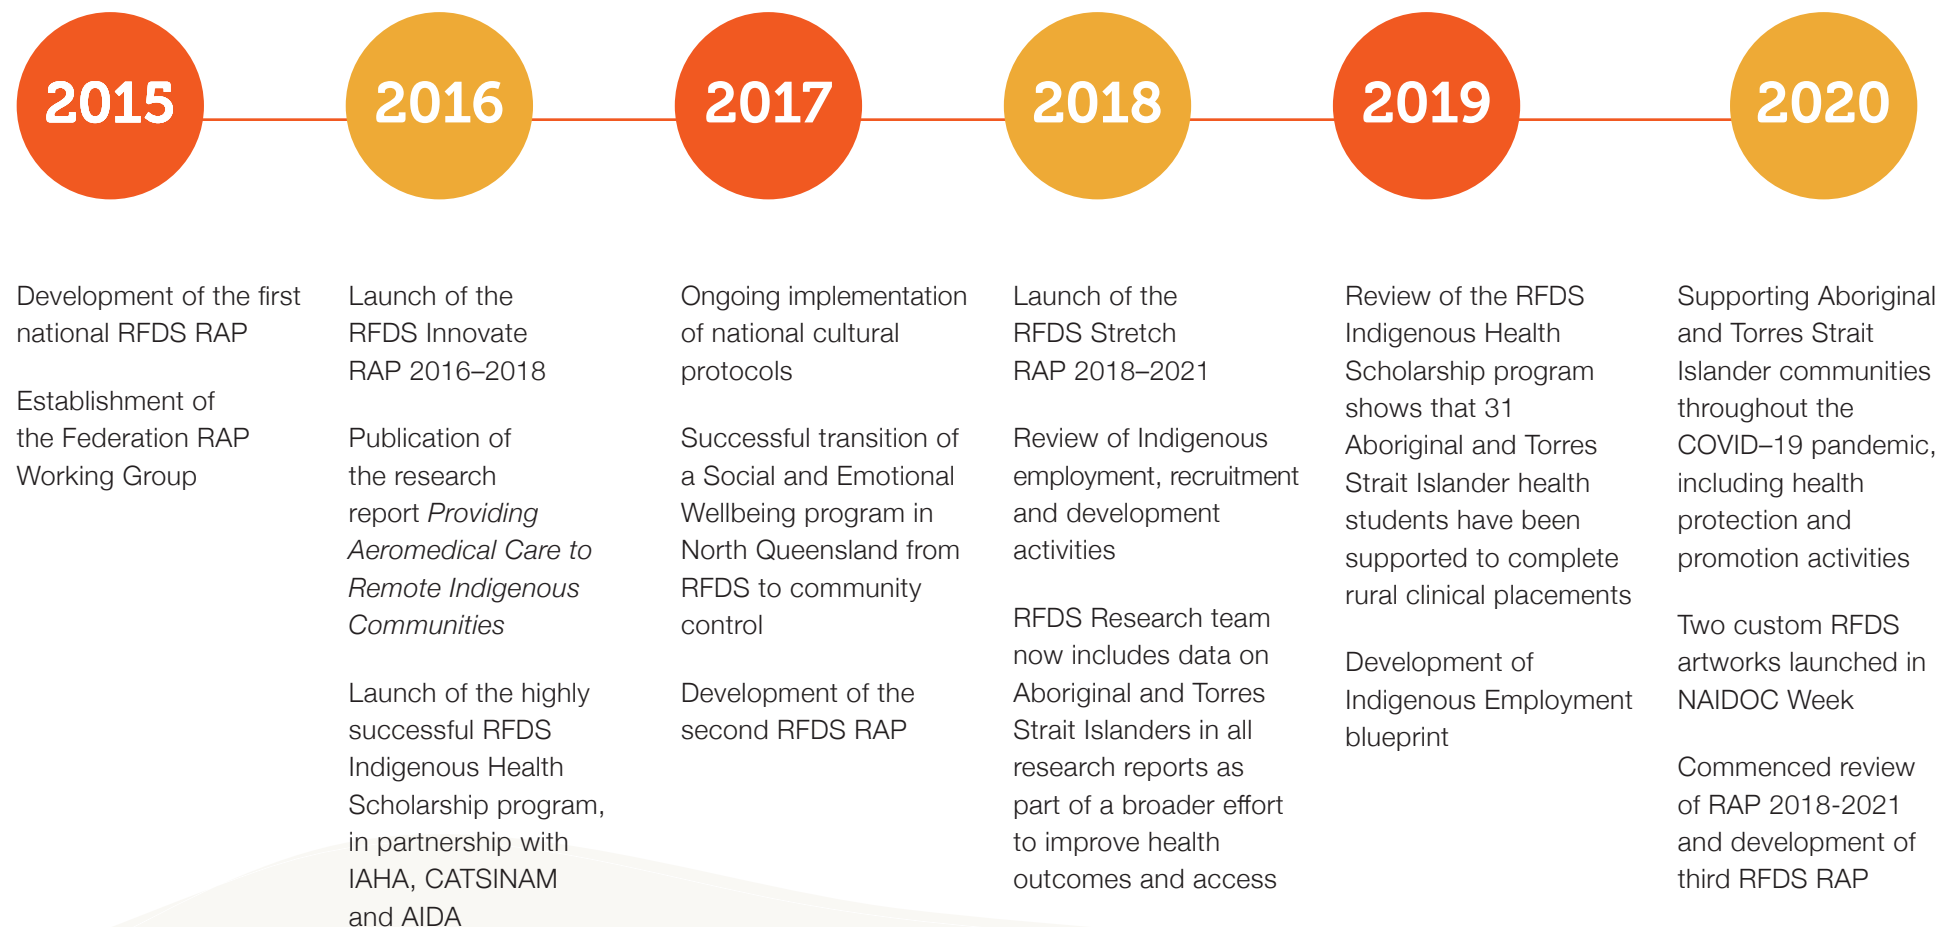 2015
2016
2017
2018
2019
2020
Development of the first
national RFDS RAP
Establishment of
the Federation RAP
Working Group
Launch of the
RFDS Innovate
RAP 2016–2018
Publication of
the research
report Providing
Aeromedical Care to
Remote Indigenous
Communities
Launch of the highly
successful RFDS
Indigenous Health
Scholarship program,
in partnership with
IAHA, CATSINAM
and AIDA
Ongoing implementation
of national cultural
protocols
Successful transition of
a Social and Emotional
Wellbeing program in
North Queensland from
RFDS to community
control
Development of the
second RFDS RAP
Launch of the
RFDS Stretch
RAP 2018–2021
Review of Indigenous
employment, recruitment
and development
activities
RFDS Research team
now includes data on
Aboriginal and Torres
Strait Islanders in all
research reports as
part of a broader effort
to improve health
outcomes and access
Review of the RFDS
Indigenous Health
Scholarship program
shows that 31
Aboriginal and Torres
Strait Islander health
students have been
supported to complete
rural clinical placements
Development of
Indigenous Employment
blueprint
Supporting Aboriginal
and Torres Strait
Islander communities
throughout the
COVID–19 pandemic,
including health
protection and
promotion activities
Two custom RFDS
artworks launched in
NAIDOC Week
Commenced review
of RAP 2018-2021
and development of
third RFDS RAP